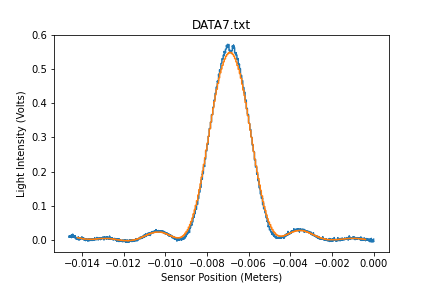 DATA7.txt
0.6
0.5
0.4
0.3
0.2
0.1
0.0
Light Intensity (Volts)
−0.014 −0.012 −0.010 −0.008 −0.006 −0.004 −0.002 0.000
Sensor Position (Meters)